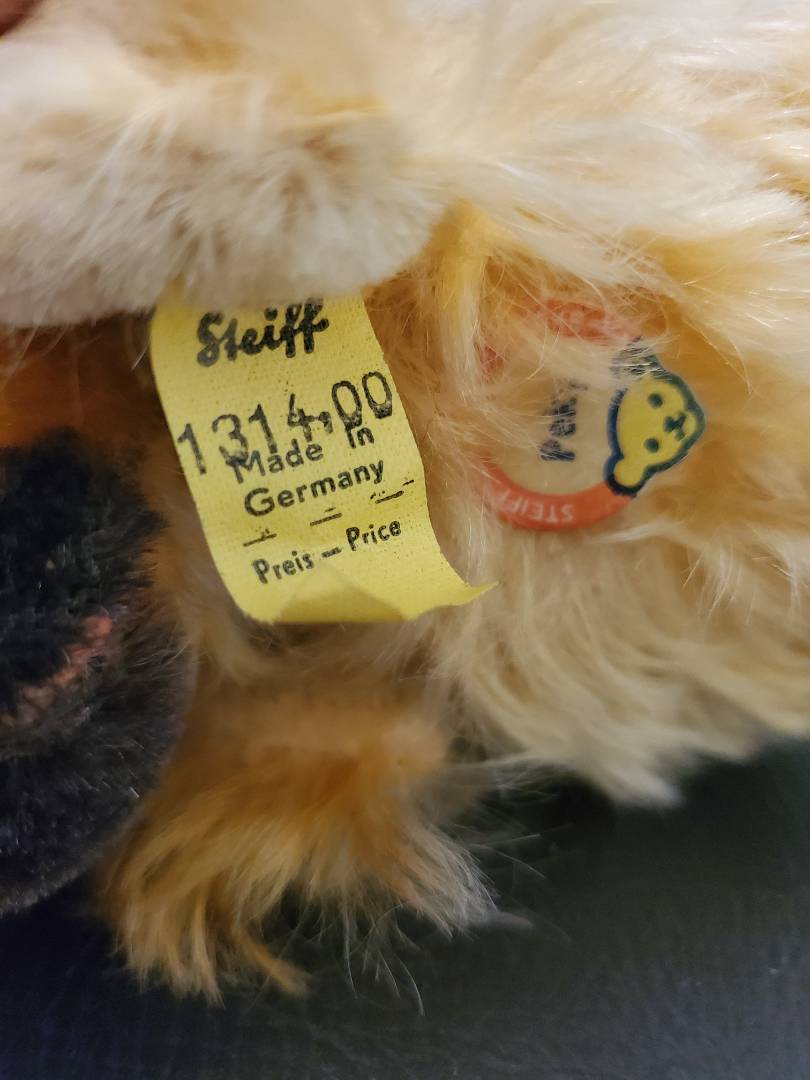 Steiff
1314,00
Made in
Germany
Preis – Price
STEIFF